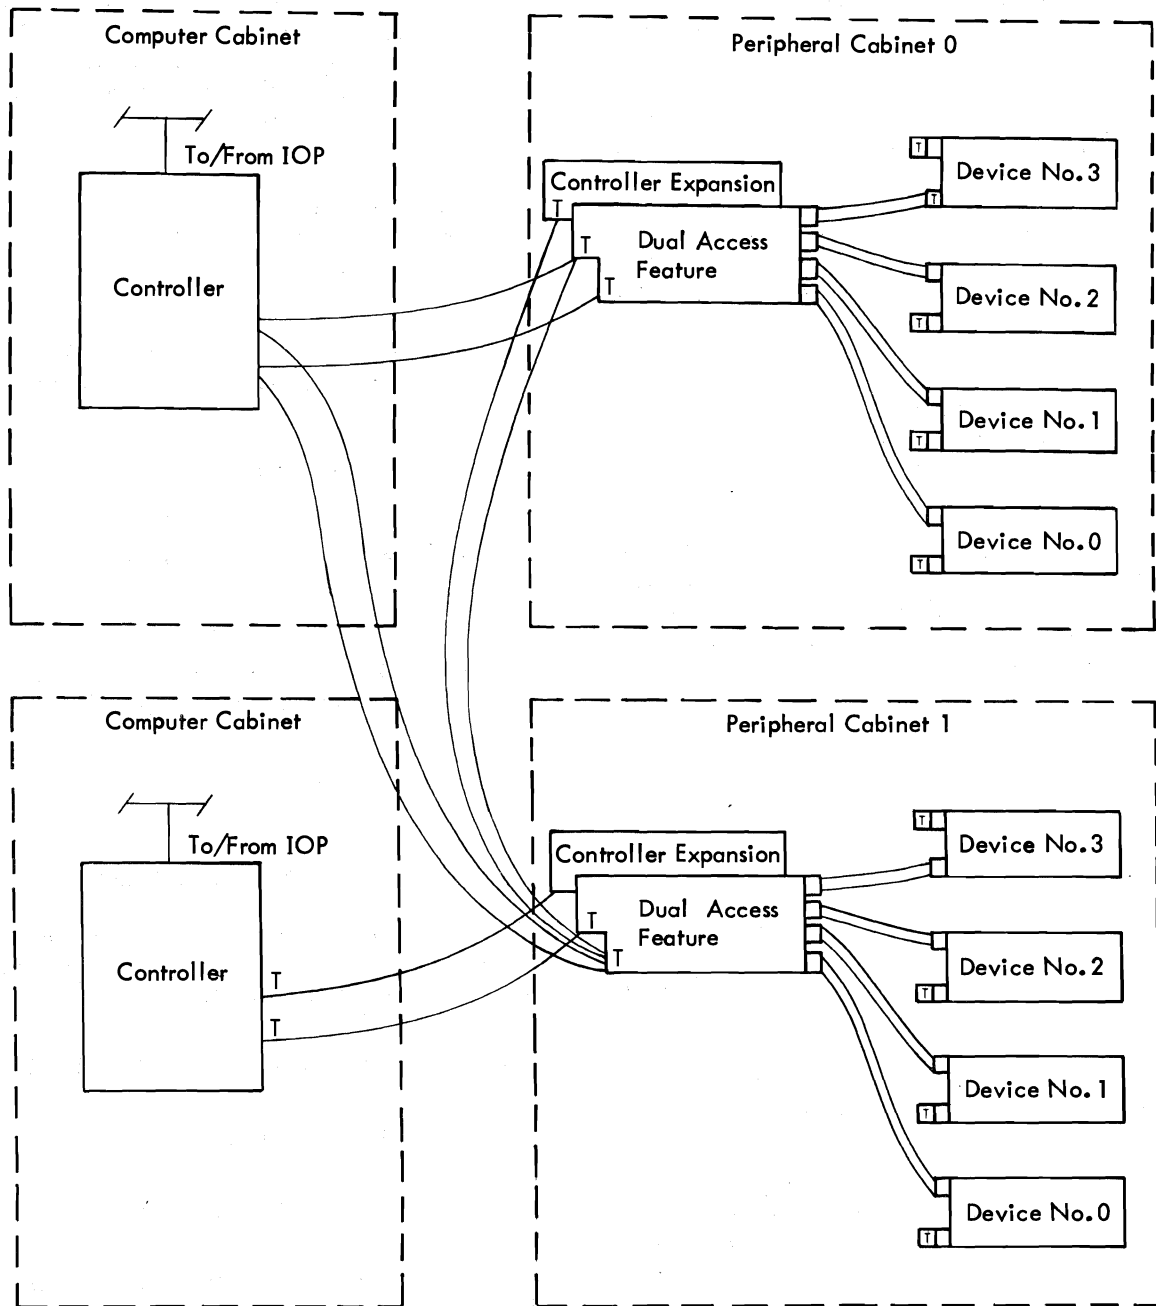 Computer Cabinet
To/From IOP
Controller
Peripheral Cabinet 0
Controller Expansion
T
Dual Access
Feature
T
T
T
Device No.3
T
Device No.2
T
Device No.1
T
Device No.0
T
Computer Cabinet
To/From IOP
Controller
T
T
Peripheral Cabinet 1
Controller Expansion
Dual Access
Feature
T
T
T
Device No.3
Device No.2
T
Device No.1
T
Device No.0
T